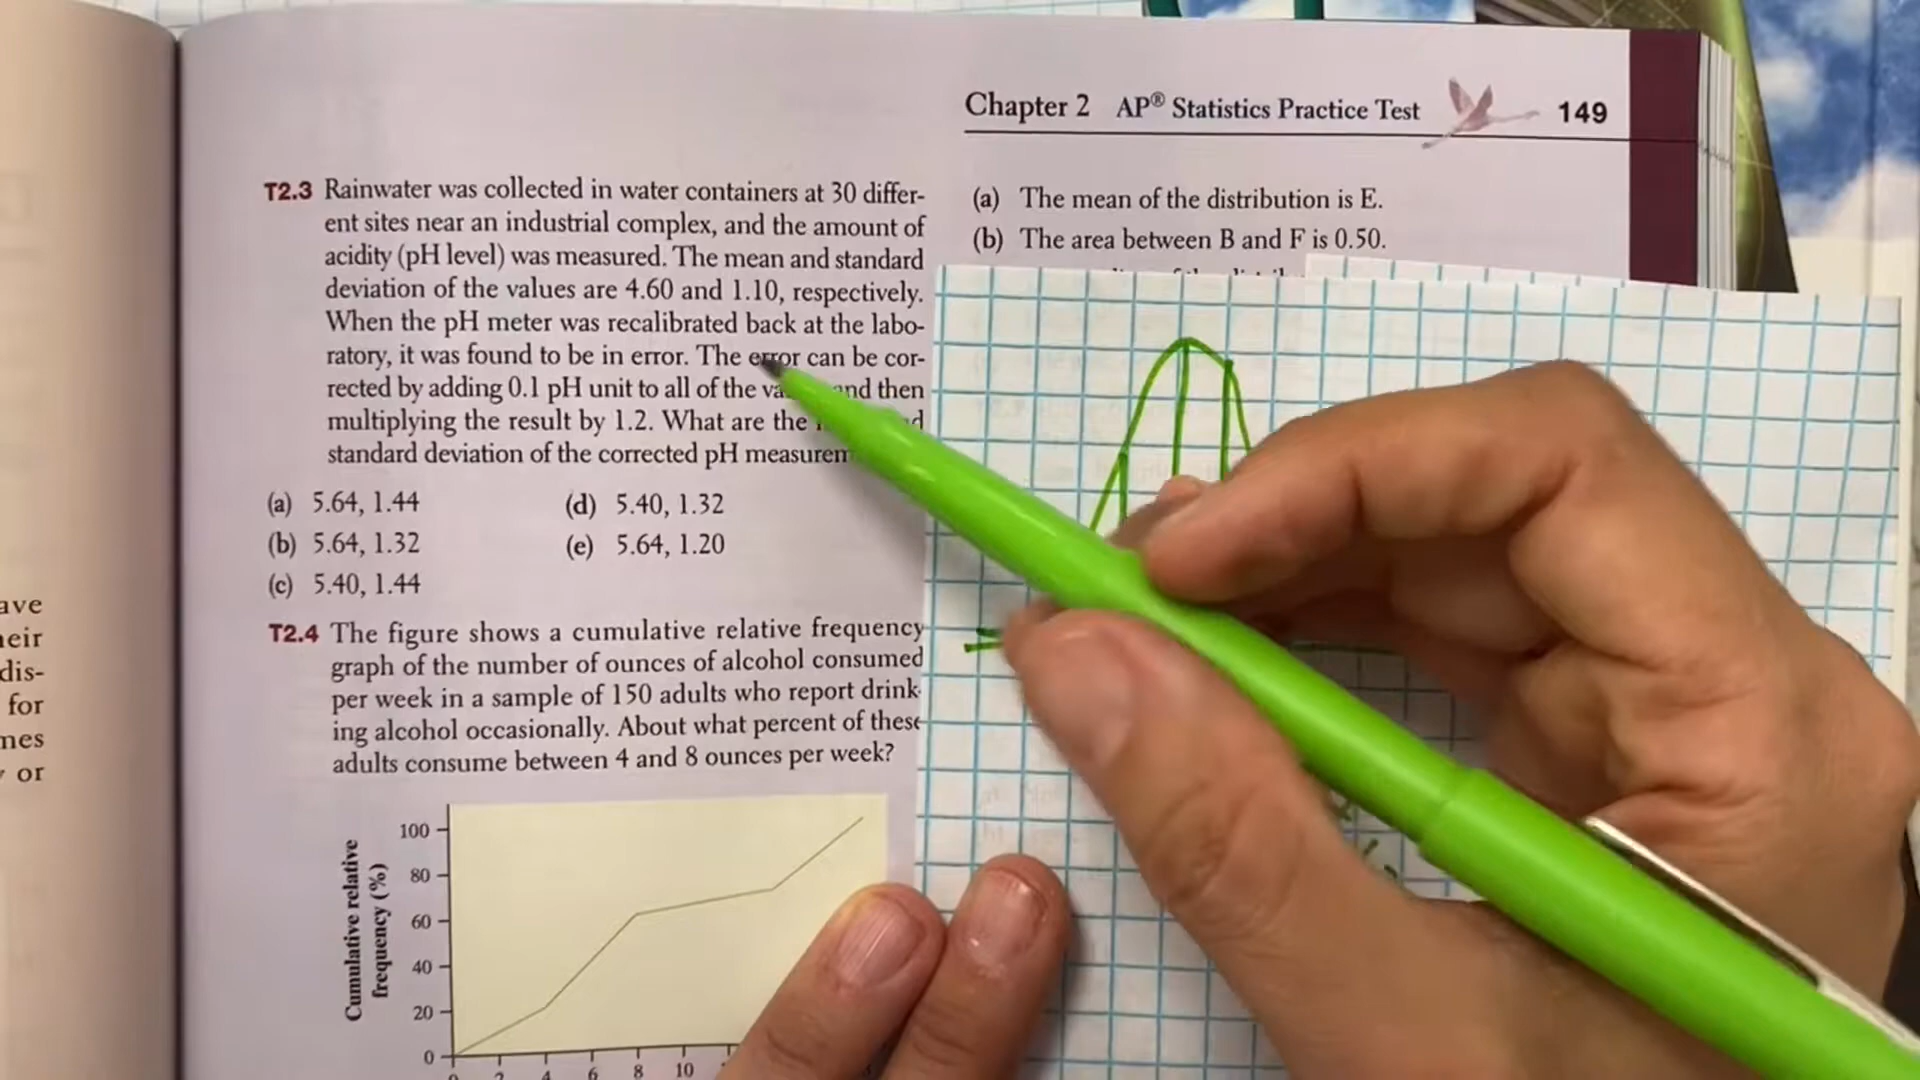 Chapter 2 AP® Statistics Practice Test 149
T2.3 Rainwater was collected in water containers at 30 differ-
ent sites near an industrial complex, and the amount of
acidity (pH level) was measured. The mean and standard
deviation of the values are 4.60 and 1.10, respectively.
When the pH meter was recalibrated back at the labo-
ratory, it was found to be in error. The error can be cor-
rected by adding 0.1 pH unit to all of the and then
multiplying the result by 1.2. What are the
standard deviation of the corrected pH
(a) 5.64, 1.44
(b) 5.64, 1.32
(c) 5.40, 1.44
(d) 5.40, 1.32
(e) 5.64, 1.20
T2.4 The figure shows a cumulative relative frequency
graph of the number of ounces of alcohol consumed
per week in a sample of 150 adults who report drink-
ing alcohol occasionally. About what percent of these
adults consume between 4 and 8 ounces per week?
Cumulative relative
frequency (%)
100
80
60
40
20
0
0 2 4 6 8 10
(a) The mean of the distribution is E.
(b) The area between B and F is 0.50.
ave
heir
dis-
for
mes
or